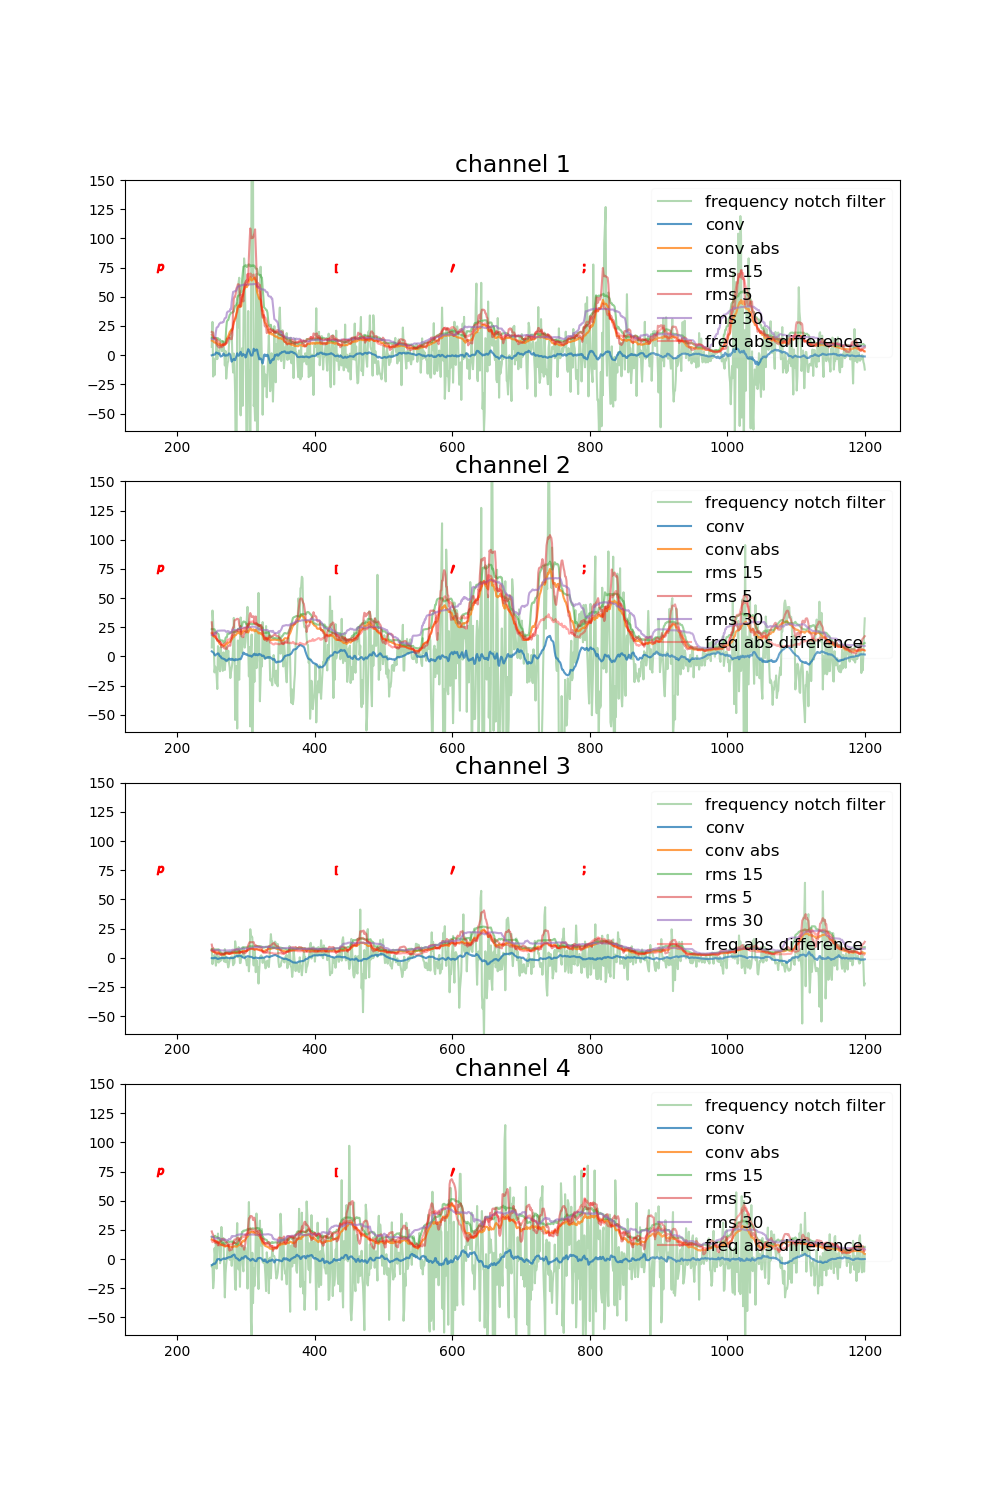 channel 1
150
125
100
75
50
25
0
−25
−50
p [ ' ;
frequency notch filter
conv
conv abs
rms 15
rms 5
rms 30
freq abs difference
200 400 600 800 1000 1200
channel 2
150
125
100
75
50
25
0
−25
−50
p [ ' ;
frequency notch filter
conv
conv abs
rms 15
rms 5
rms 30
freq abs difference
200 400 600 800 1000 1200
channel 3
150
125
100
75
50
25
0
−25
−50
p [ ' ;
frequency notch filter
conv
conv abs
rms 15
rms 5
rms 30
freq abs difference
200 400 600 800 1000 1200
channel 4
150
125
100
75
50
25
0
−25
−50
p [ ' ;
frequency notch filter
conv
conv abs
rms 15
rms 5
rms 30
freq abs difference
200 400 600 800 1000 1200